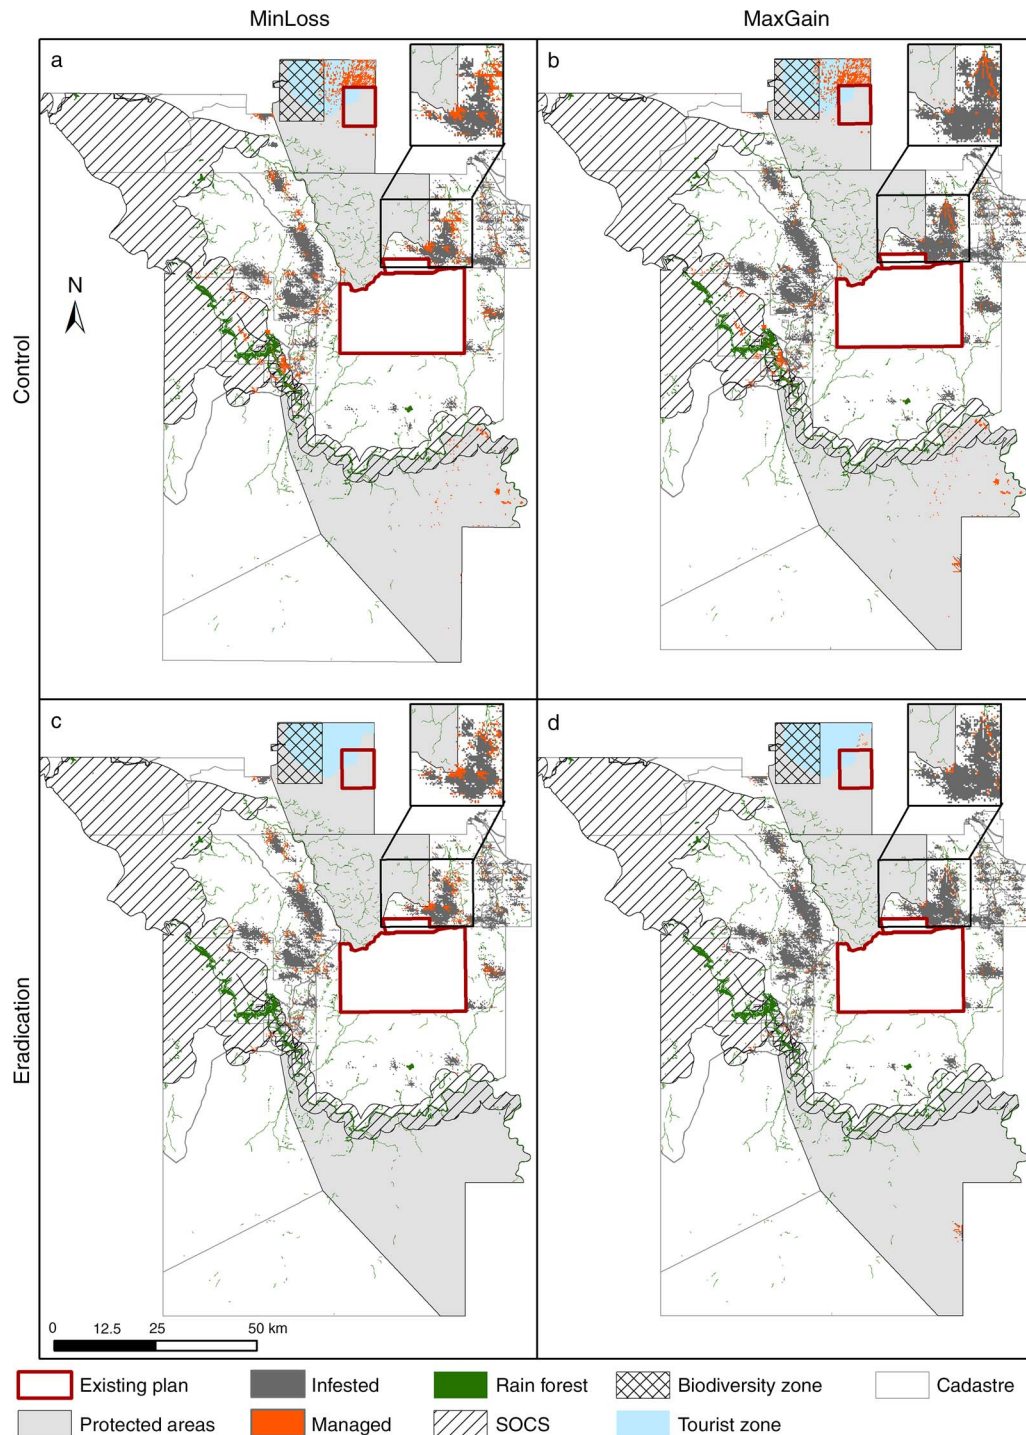 MinLoss MaxGain
a
b
N
Control
c
d
Eradication
0 12.5 25 50 km
Existing plan Infested Rain forest Biodiversity zone Cadastre
Protected areas Managed SOCS Tourist zone